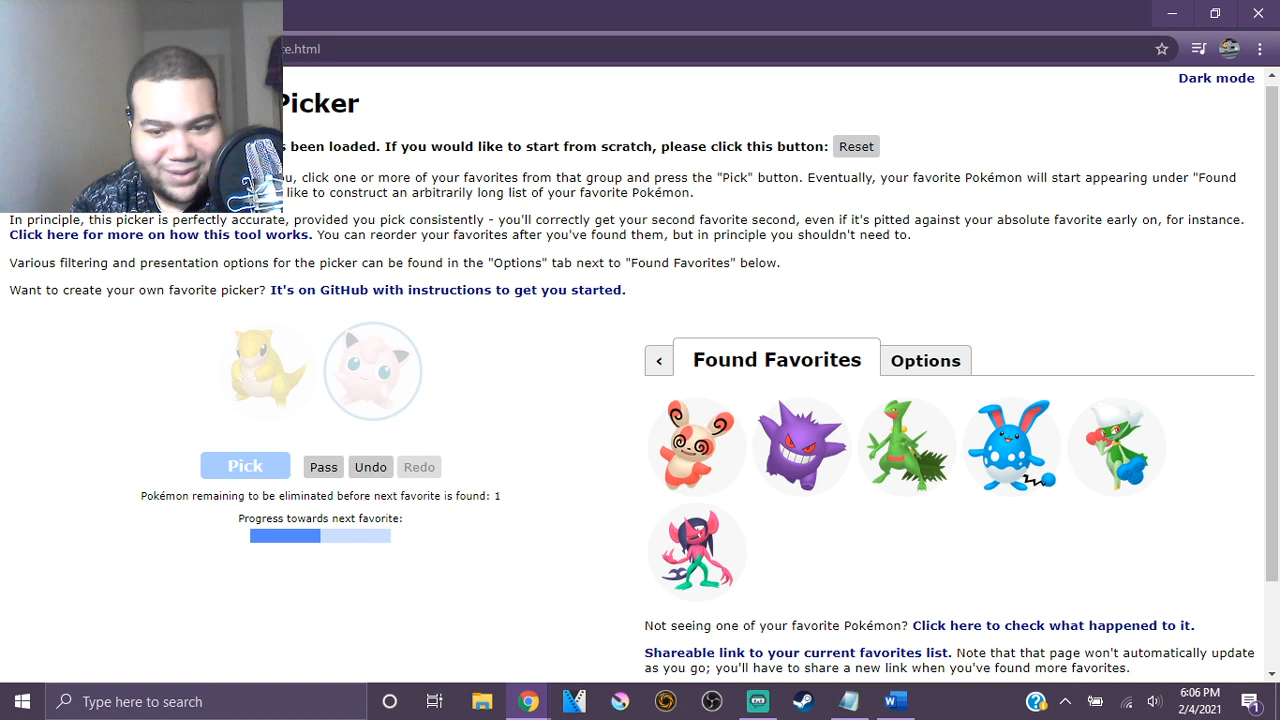 te.html
Dark mode
Picker
s been loaded. If you would like to start from scratch, please click this button: Reset
u, click one or more of your favorites from that group and press the "Pick" button. Eventually, your favorite Pokémon will start appearing under "Found
like to construct an arbitrarily long list of your favorite Pokémon.
In principle, this picker is perfectly accurate, provided you pick consistently - you'll correctly get your second favorite second, even if it's pitted against your absolute favorite early on, for instance.
Click here for more on how this tool works. You can reorder your favorites after you've found them, but in principle you shouldn't need to.
Various filtering and presentation options for the picker can be found in the "Options" tab next to "Found Favorites" below.
Want to create your own favorite picker? It's on GitHub with instructions to get you started.
‹ Found Favorites Options
Pick Pass Undo Redo
Pokémon remaining to be eliminated before next favorite is found: 1
Progress towards next favorite:
Not seeing one of your favorite Pokémon? Click here to check what happened to it.
Shareable link to your current favorites list. Note that that page won't automatically update
as you go; you'll have to share a new link when you've found more favorites.
Type here to search
6:06 PM
2/4/2021
1